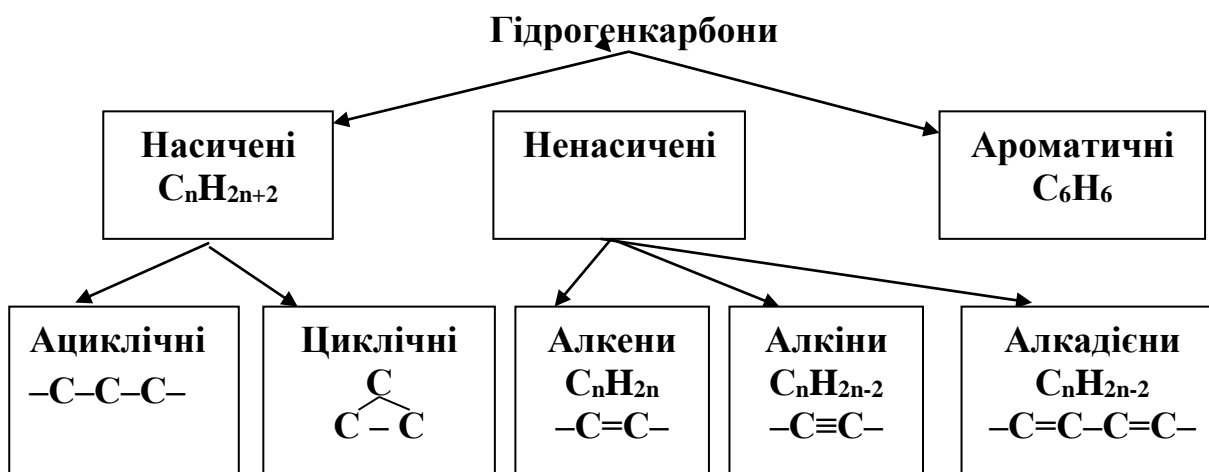 Гідрогенкарбони
Насичені
CₙH₂ₙ₊₂
Ненасичені
Ароматичні
C₆H₆
Ациклічні
–C–C–C–
Циклічні
C
C – C
Алкени
CₙH₂ₙ
–C=C–
Алкіни
CₙH₂ₙ₋₂
–C≡C–
Алкадієни
CₙH₂ₙ₋₂
–C=C–C=C–